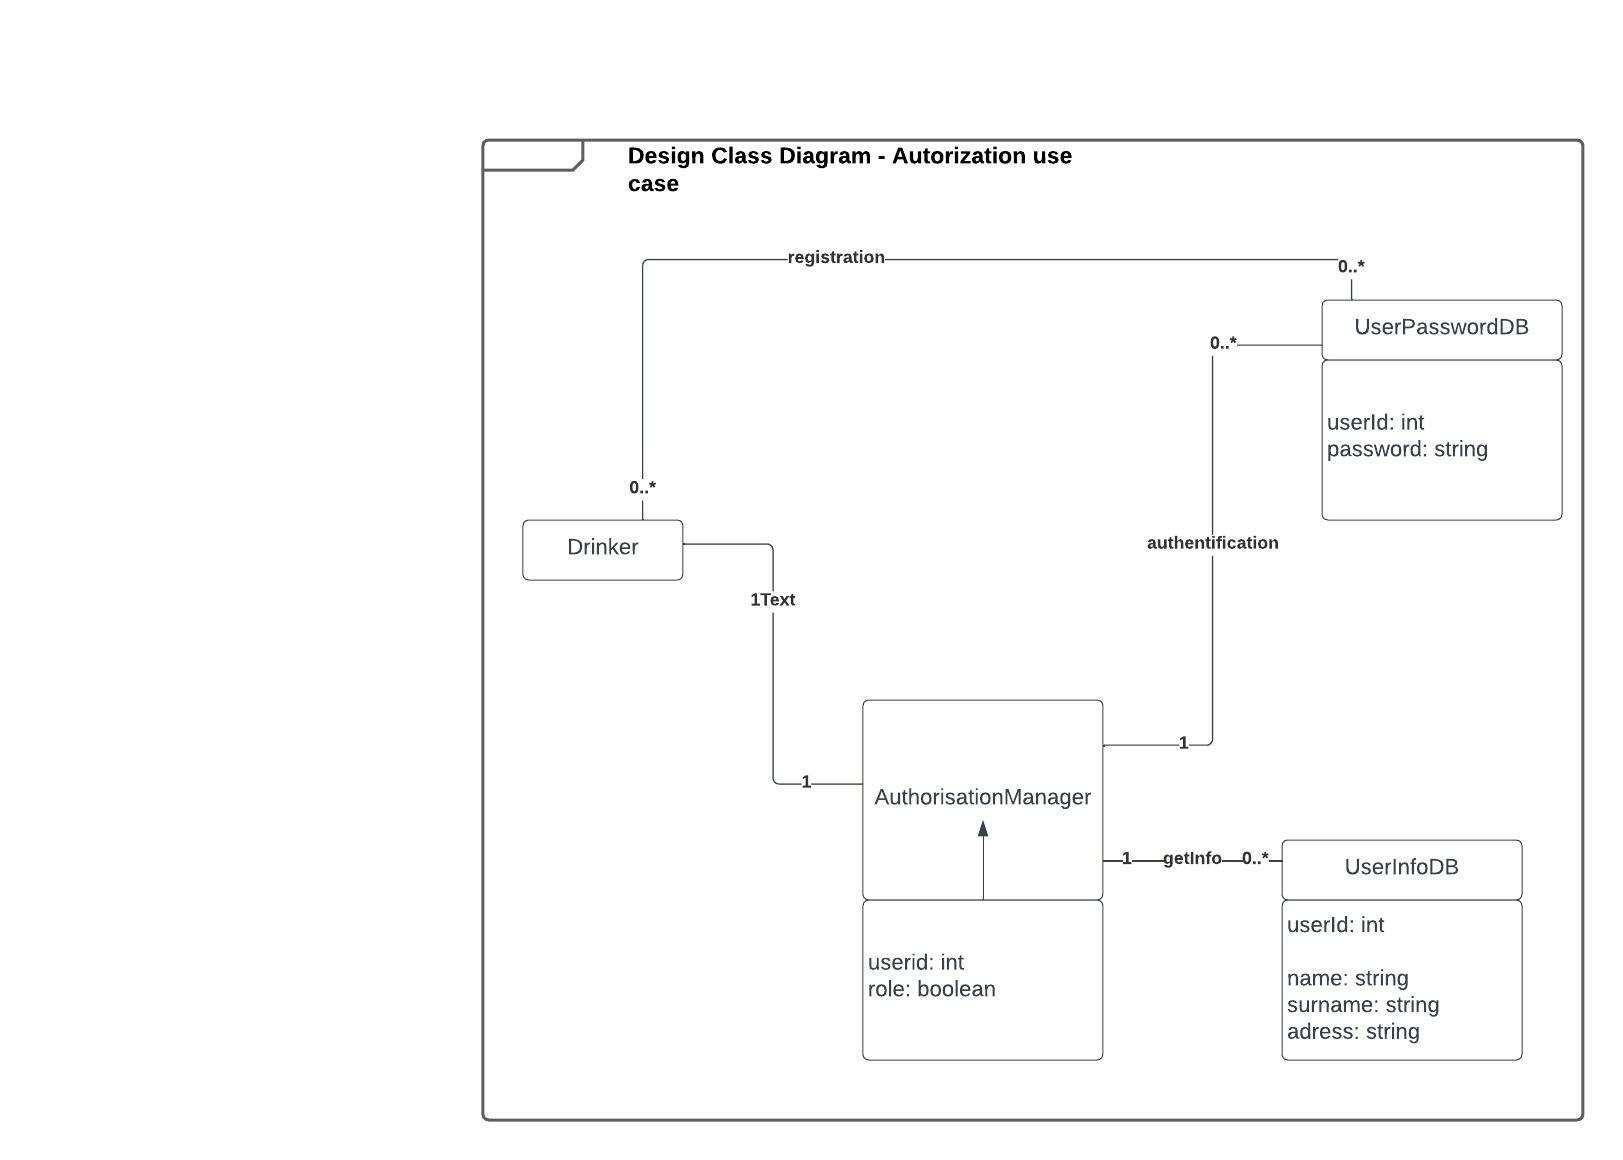 Design Class Diagram - Autorization use
case
registration
0..*
UserPasswordDB
0..*
userId: int
password: string
0..*
authentification
Drinker
1Text
1
1
AuthorisationManager
1
getInfo
0..*
UserInfoDB
userId: int
name: string
surname: string
adress: string
userid: int
role: boolean